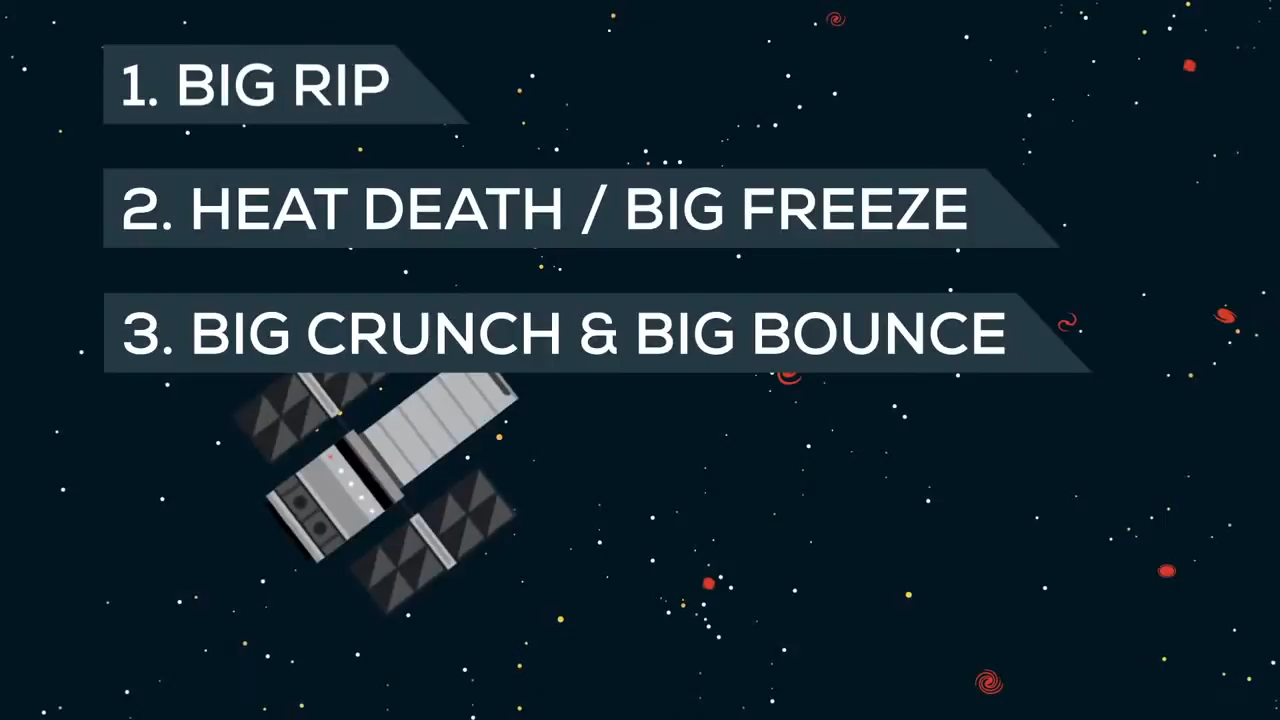 1. BIG RIP
2. HEAT DEATH / BIG FREEZE
3. BIG CRUNCH & BIG BOUNCE